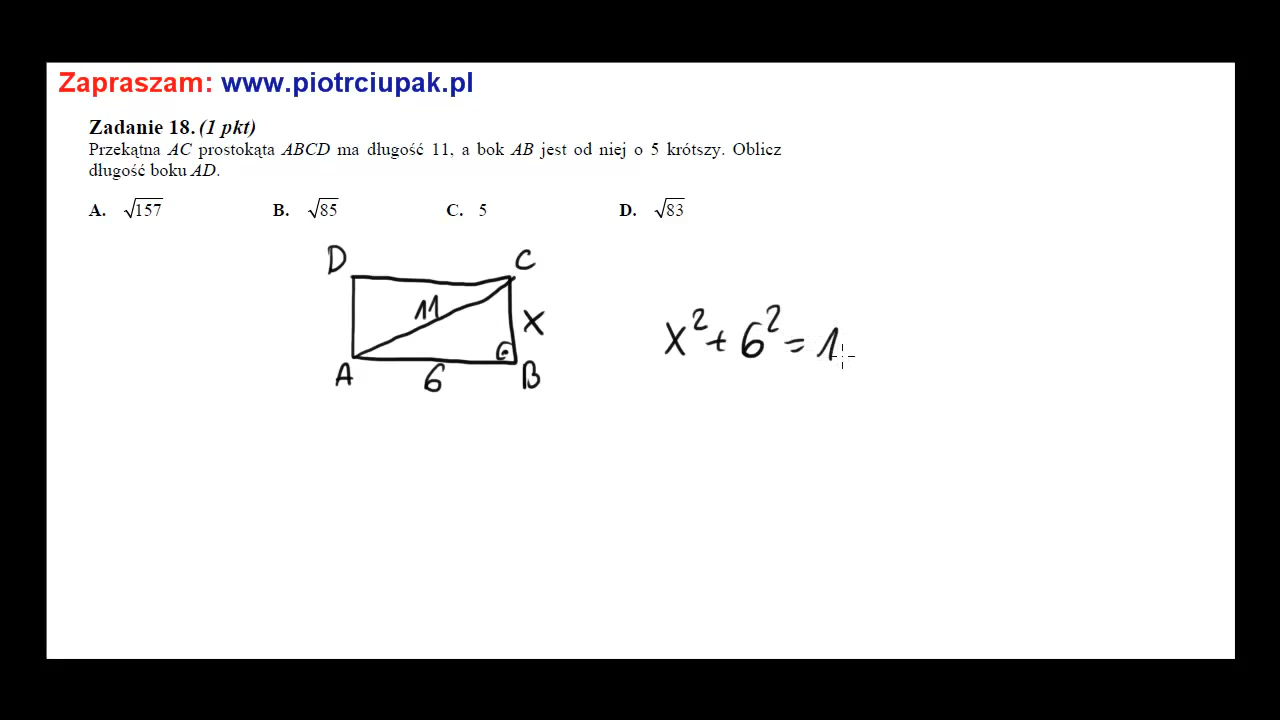 Zapraszam: www.piotrciupak.pl
Zadanie 18. (1 pkt)
Przekątna AC prostokąta ABCD ma długość 11, a bok AB jest od niej o 5 krótszy. Oblicz
długość boku AD.
A. √157 B. √85 C. 5 D. √83
D C
11 x
A 6 B
x² + 6² = 1